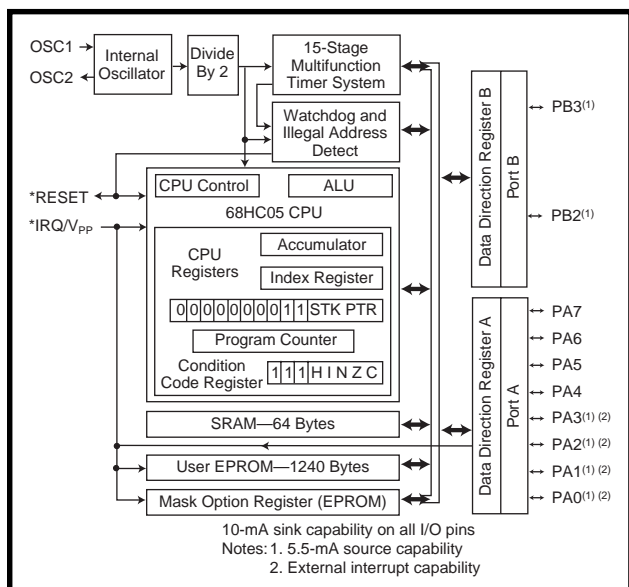 OSC1
OSC2
Internal
Oscillator
Divide
By 2
15-Stage
Multifunction
Timer System
Watchdog and
Illegal Address
Detect
*RESET
*IRQ/VPP
CPU Control
ALU
68HC05 CPU
CPU
Registers
Accumulator
Index Register
0 0 0 0 0 0 0 0 1 1 STK PTR
Program Counter
Condition
Code Register
1 1 1 H I N Z C
SRAM—64 Bytes
User EPROM—1240 Bytes
Mask Option Register (EPROM)
Data Direction Register B
Port B
PB3(1)
PB2(1)
Data Direction Register A
Port A
PA7
PA6
PA5
PA4
PA3(1) (2)
PA2(1) (2)
PA1(1) (2)
PA0(1) (2)
10-mA sink capability on all I/O pins
Notes: 1. 5.5-mA source capability
2. External interrupt capability